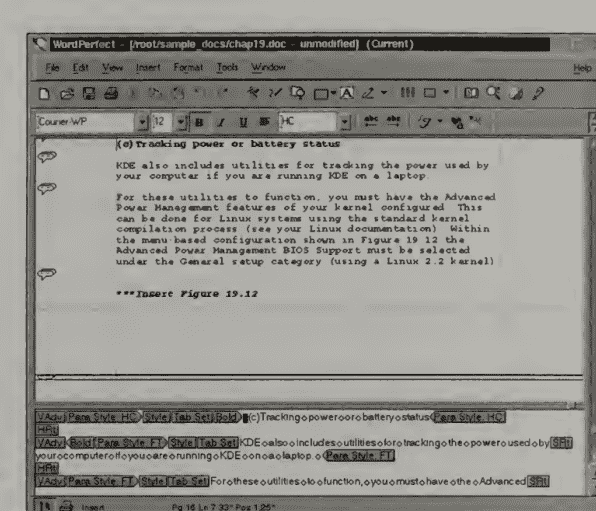 WordPerfect - [/root/sample_docs/chap19.doc - unmodified] (Current)
File Edit View Insert Format Tools Window Help
Courier-WP 12 B I U HC abc abc
(c)Tracking power or battery status
KDE also includes utilities for tracking the power used by
your computer if you are running KDE on a laptop.
For these utilities to function, you must have the Advanced
Power Management features of your kernel configured This
can be done for Linux systems using the standard kernel
compilation process (see your Linux documentation) Within
the menu-based configuration shown in Figure 19 12 the
Advanced Power Management BIOS Support must be selected
under the General setup category (using a Linux 2.2 kernel)
***Insert Figure 19.12
VAdv Para Style: HC Style Tab Set Bold (c)Tracking◇power◇or◇battery◇status Para Style: HC
HRt
VAdv Bold Para Style: FT Style Tab Set KDE◇also◇includes◇utilities◇for◇tracking◇the◇power◇used◇by SRt
your◇computer◇if◇you◇are◇running◇KDE◇on◇a◇laptop.◇ Para Style: FT
HRt
VAdv Para Style: FT Style Tab Set For◇these◇utilities◇to◇function,◇you◇must◇have◇the◇Advanced SRt
Insert Pg 16 Ln 7.33" Pos 1.25"